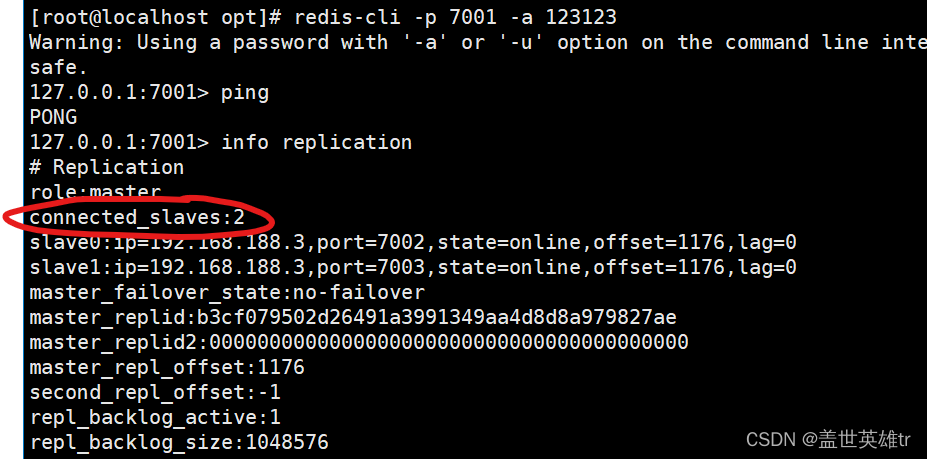 [root@localhost opt]# redis-cli -p 7001 -a 123123
Warning: Using a password with '-a' or '-u' option on the command line inte
safe.
127.0.0.1:7001> ping
PONG
127.0.0.1:7001> info replication
# Replication
role:master
connected_slaves:2
slave0:ip=192.168.188.3,port=7002,state=online,offset=1176,lag=0
slave1:ip=192.168.188.3,port=7003,state=online,offset=1176,lag=0
master_failover_state:no-failover
master_replid:b3cf079502d26491a3991349aa4d8d8a979827ae
master_replid2:0000000000000000000000000000000000000000
master_repl_offset:1176
second_repl_offset:-1
repl_backlog_active:1
repl_backlog_size:1048576
CSDN @盖世英雄tr